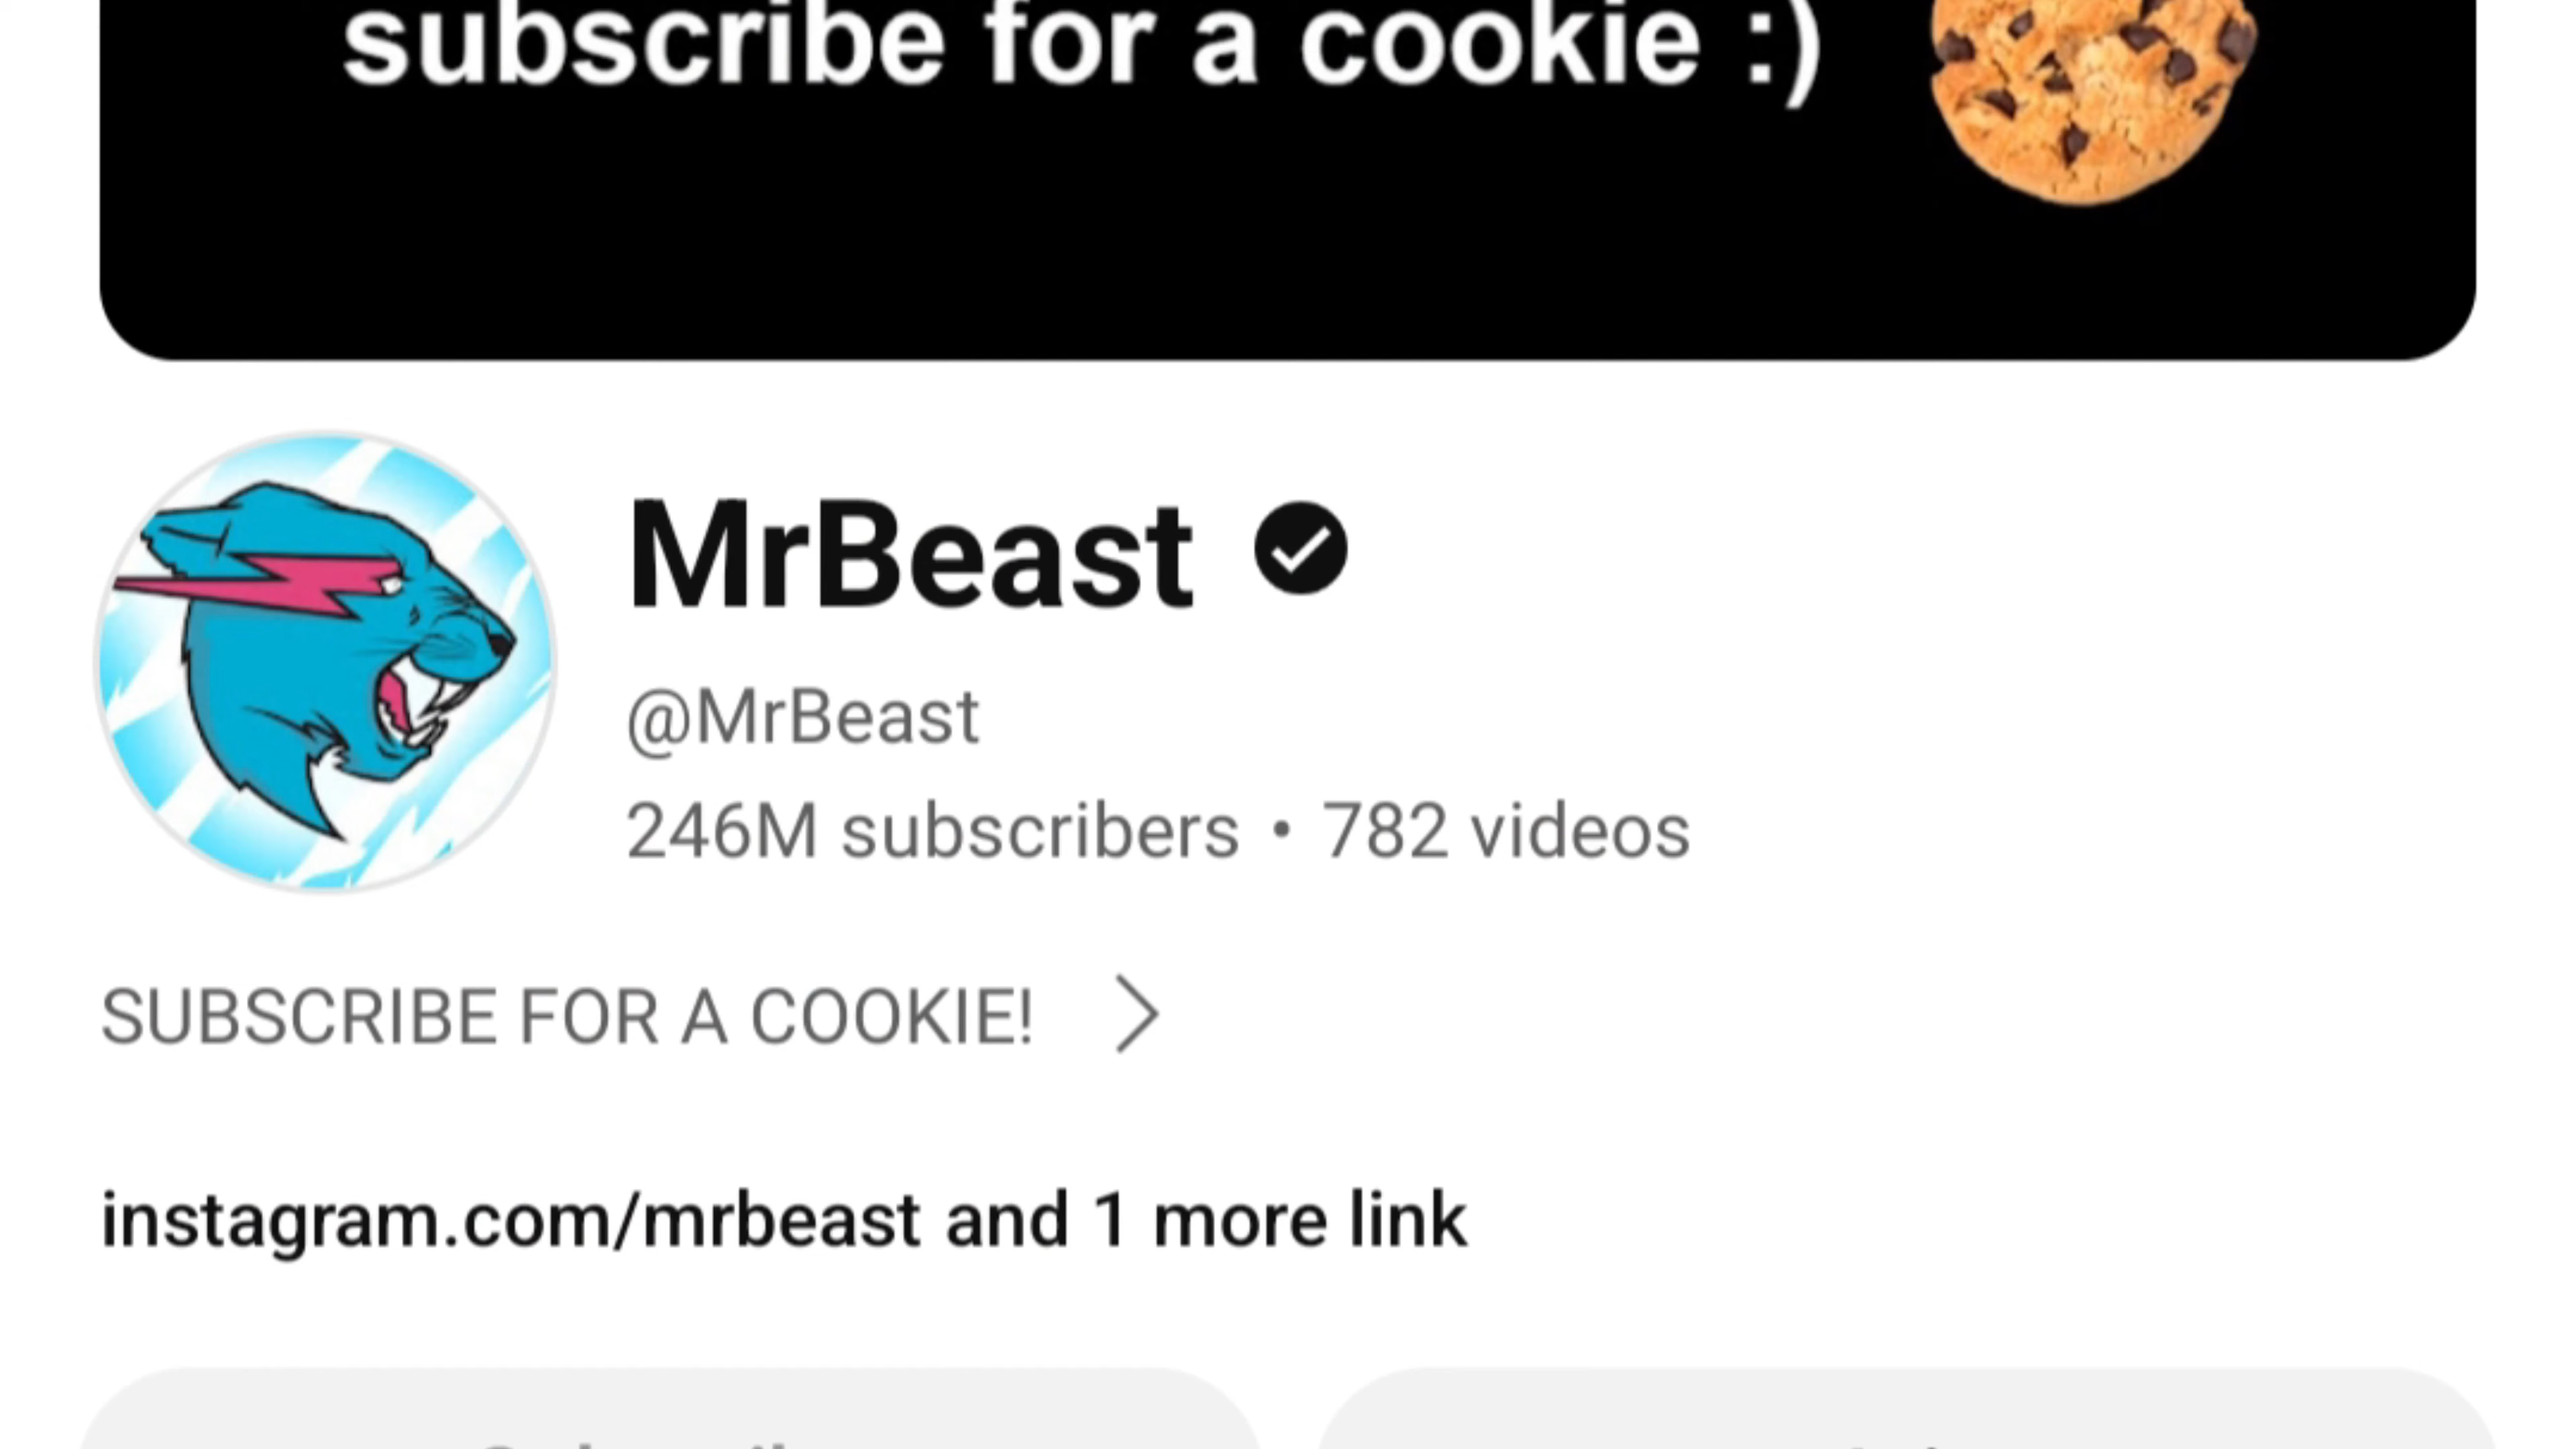 subscribe for a cookie :)
MrBeast
@MrBeast
246M subscribers • 782 videos
SUBSCRIBE FOR A COOKIE!
instagram.com/mrbeast and 1 more link